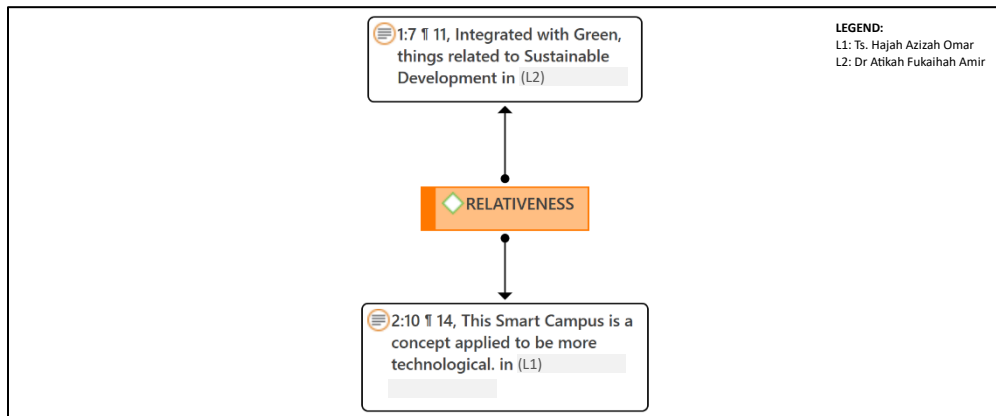 1:7 ¶ 11, Integrated with Green,
things related to Sustainable
Development in (L2)
LEGEND:
L1: Ts. Hajah Azizah Omar
L2: Dr Atikah Fukaihah Amir
RELATIVENESS
2:10 ¶ 14, This Smart Campus is a
concept applied to be more
technological. in (L1)